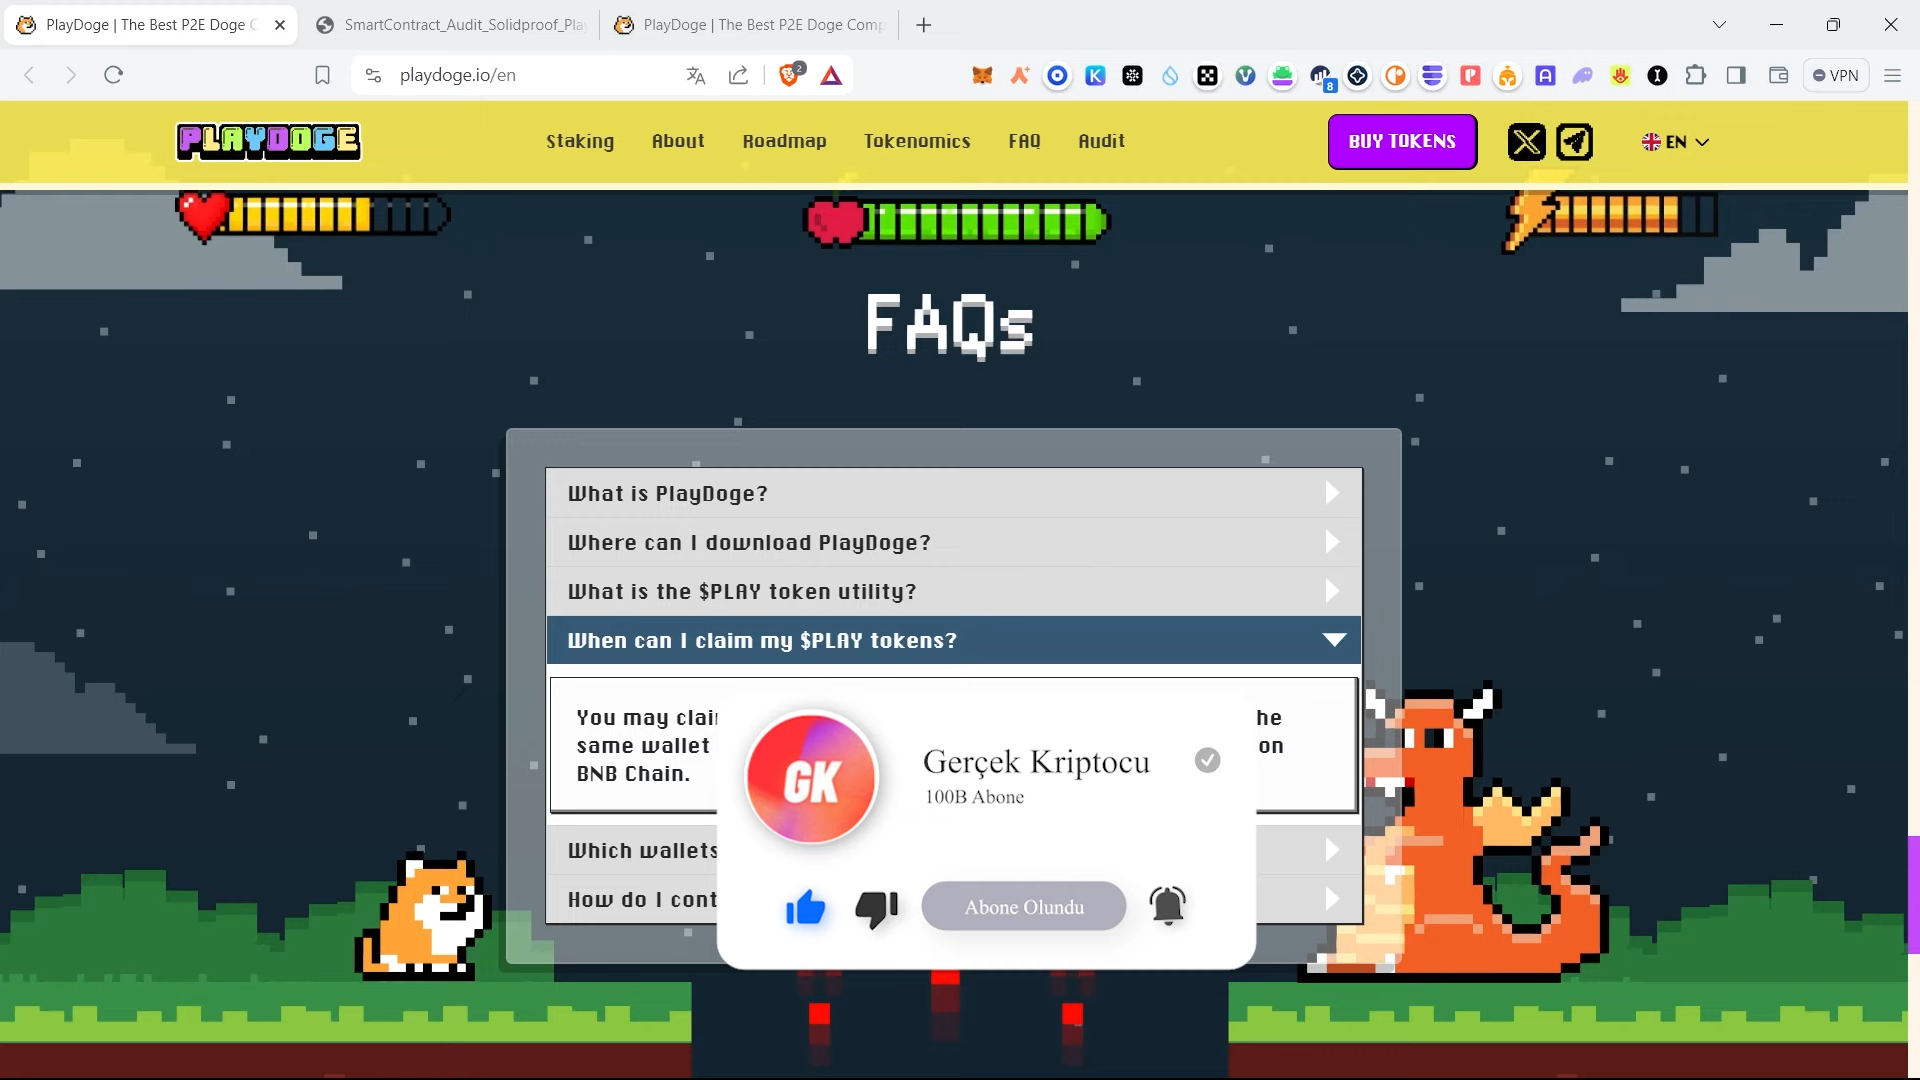 PlayDoge | The Best P2E Doge C
SmartContract_Audit_Solidproof_Pla
PlayDoge | The Best P2E Doge Comp
playdoge.io/en
2
8
VPN
PLAYDOGE
Staking
About
Roadmap
Tokenomics
FAQ
Audit
BUY TOKENS
EN
FAQs
What is PlayDoge?
Where can I download PlayDoge?
What is the $PLAY token utility?
When can I claim my $PLAY tokens?
You may clai he
same wallet on
BNB Chain.
GK
Gerçek Kriptocu
100B Abone
Which wallets
How do I cont
Abone Olundu